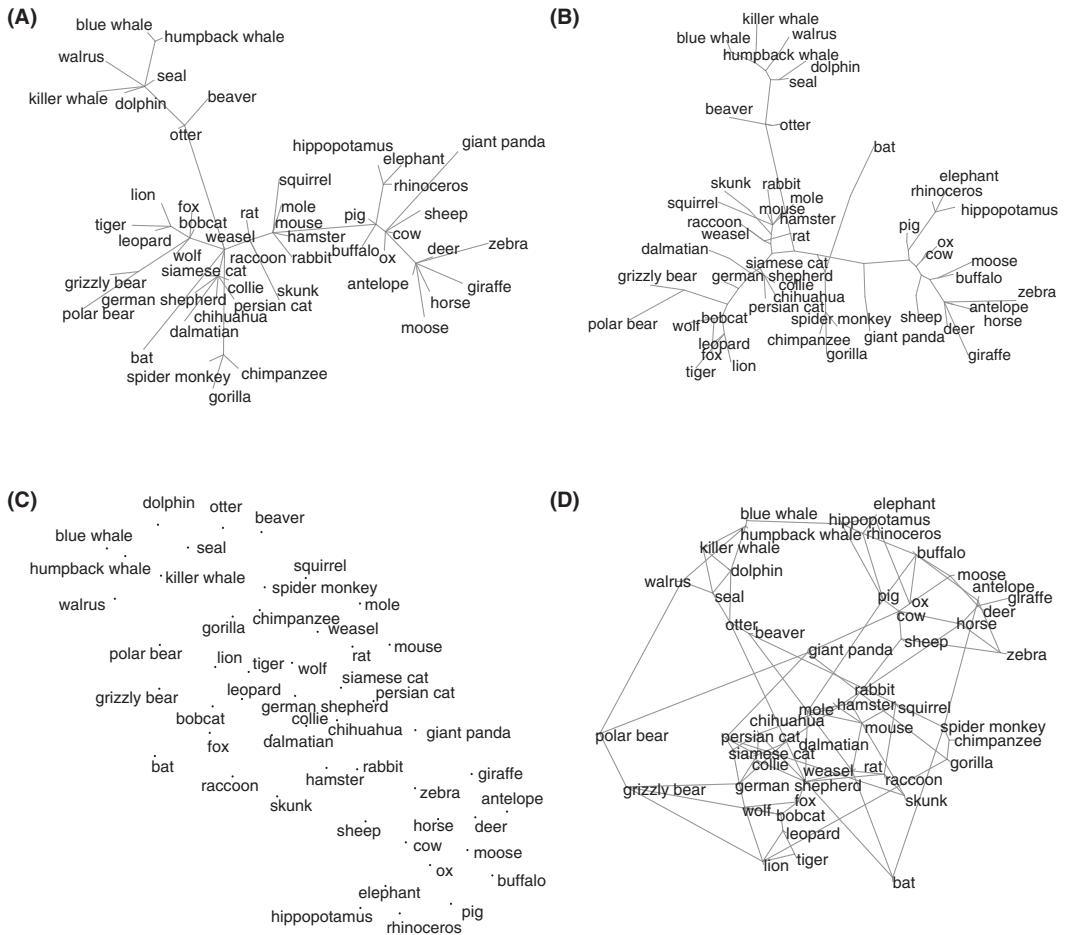 (A)
blue whale
humpback whale
walrus
seal
killer whale
dolphin
beaver
otter
hippopotamus
giant panda
elephant
squirrel
rhinoceros
lion
fox
rat
mole
pig
sheep
tiger
bobcat
mouse
leopard
weasel
hamster
cow
wolf
raccoon
rabbit
buffalo
ox
deer
zebra
siamese cat
grizzly bear
collie
skunk
antelope
giraffe
german shepherd
persian cat
horse
polar bear
chihuahua
dalmatian
moose
bat
spider monkey
chimpanzee
gorilla
(B)
killer whale
blue whale
walrus
humpback whale
dolphin
seal
beaver
otter
bat
skunk
rabbit
elephant
squirrel
mole
rhinoceros
mouse
hippopotamus
raccoon
hamster
pig
weasel
rat
dalmatian
ox
cow
siamese cat
moose
grizzly bear
german shepherd
buffalo
collie
chihuahua
zebra
persian cat
antelope
polar bear
wolf
bobcat
spider monkey
sheep
horse
leopard
chimpanzee
giant panda
deer
fox
gorilla
giraffe
tiger
lion
(C)
dolphin
otter
beaver
blue whale
seal
humpback whale
killer whale
squirrel
spider monkey
walrus
mole
chimpanzee
gorilla
weasel
polar bear
mouse
lion
tiger
wolf
rat
siamese cat
grizzly bear
leopard
persian cat
german shepherd
bobcat
collie
chihuahua
giant panda
fox
dalmatian
bat
hamster
rabbit
giraffe
raccoon
zebra
antelope
skunk
sheep
horse
deer
cow
moose
ox
buffalo
elephant
hippopotamus
pig
rhinoceros
(D)
elephant
blue whale
hippopotamus
humpback whale
rhinoceros
killer whale
buffalo
dolphin
moose
walrus
antelope
seal
pig
ox
giraffe
cow
deer
otter
horse
beaver
sheep
giant panda
zebra
rabbit
mole
hamster
squirrel
chihuahua
mouse
spider monkey
polar bear
persian cat
chimpanzee
dalmatian
siamese cat
collie
weasel
rat
gorilla
grizzly bear
german shepherd
raccoon
fox
skunk
wolf
bobcat
leopard
lion
tiger
bat